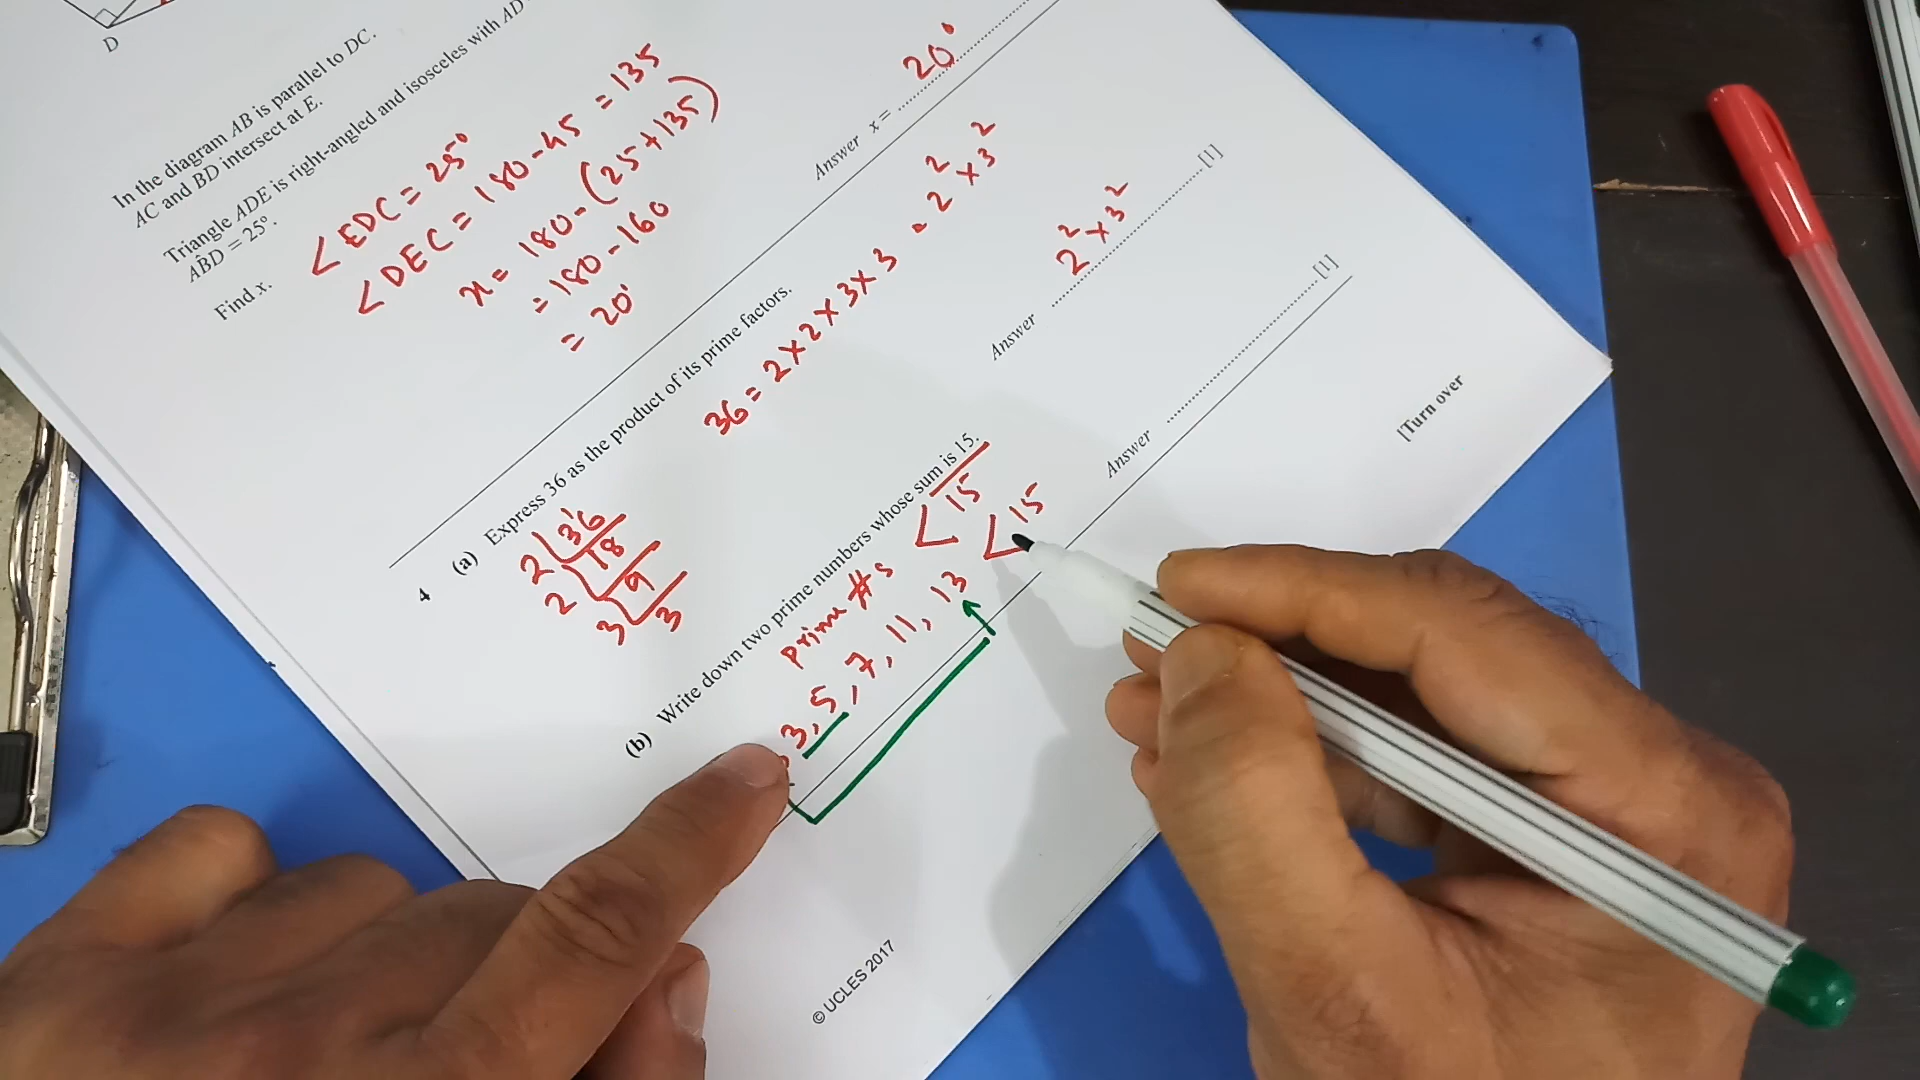 D
In the diagram AB is parallel to DC.
AC and BD intersect at E.
Triangle ADE is right-angled and isosceles with AD
AB̂D = 25°.
Find x.
∠EDC = 25°
∠DEC = 180-45 = 135
x = 180-(25+135)
= 180-160
= 20°
Answer x = 20°
4 (a) Express 36 as the product of its prime factors.
2 36
2 18
3 9
3
36 = 2×2×3×3 = 2²×3²
Answer 2²×3² [1]
(b) Write down two prime numbers whose sum is 15.
prime #s < 15
3, 5, 7, 11, 13 < 15
Answer [1]
© UCLES 2017
[Turn over